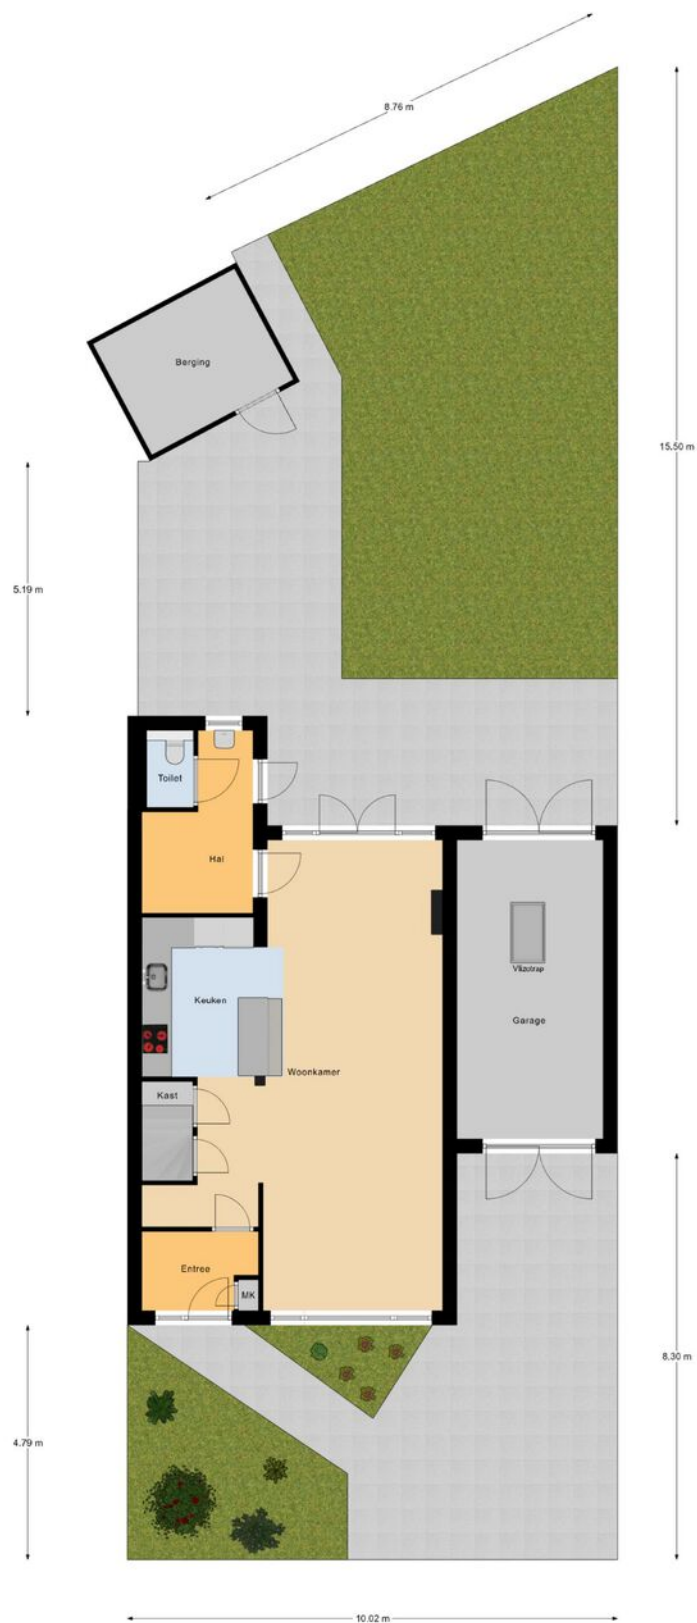 8.76 m
Berging
15.50 m
5.19 m
Toilet
Hal
Vlizotrap
Keuken
Garage
Woonkamer
Kast
Entree
MK
8.30 m
4.79 m
10.02 m